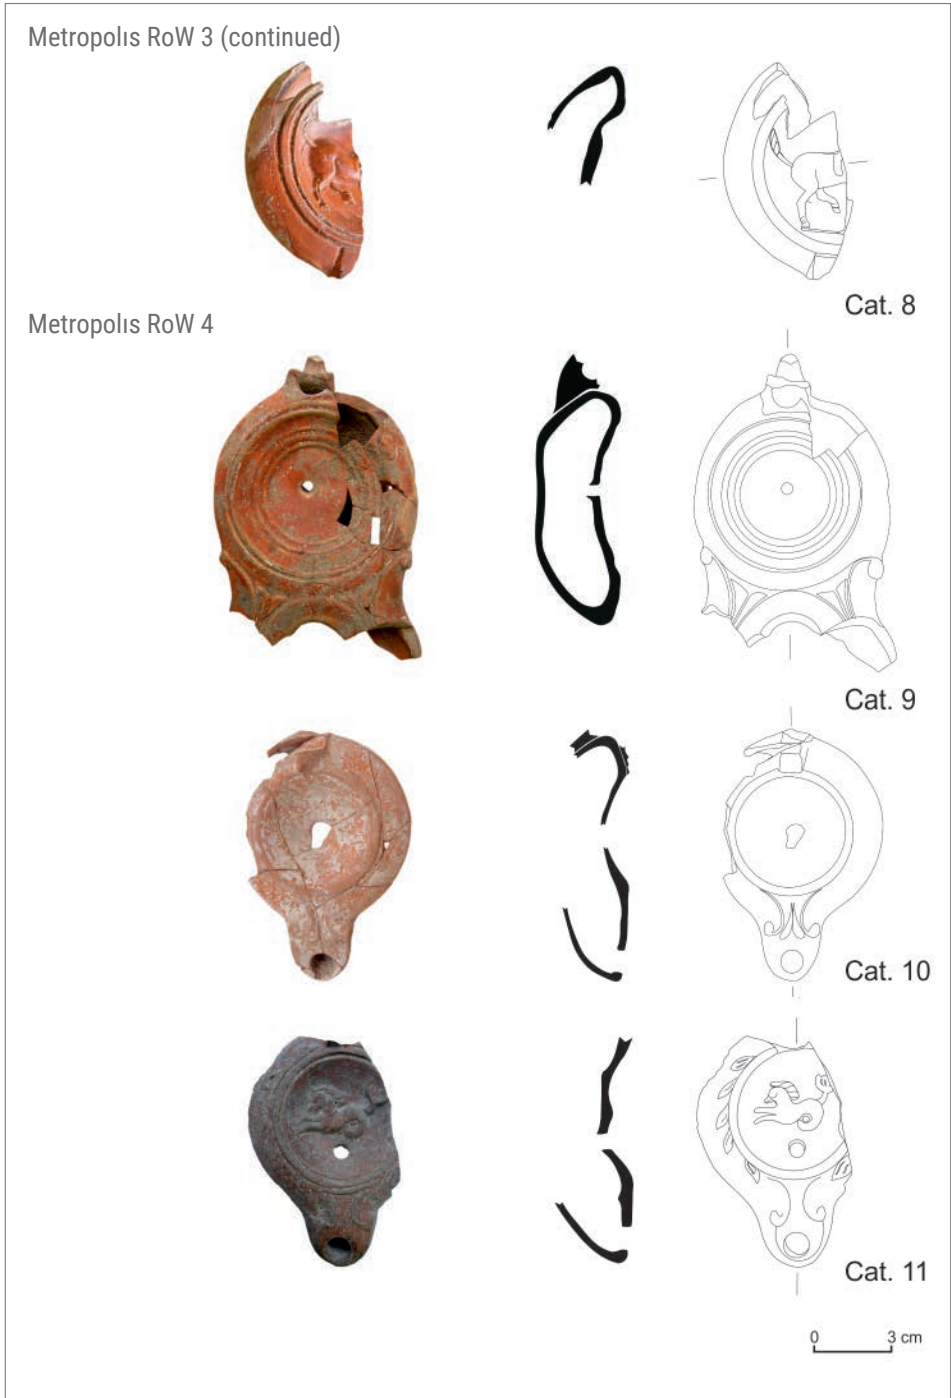 Metropolıs RoW 3 (continued)
Cat. 8
Metropolıs RoW 4
Cat. 9
Cat. 10
Cat. 11
0 3 cm